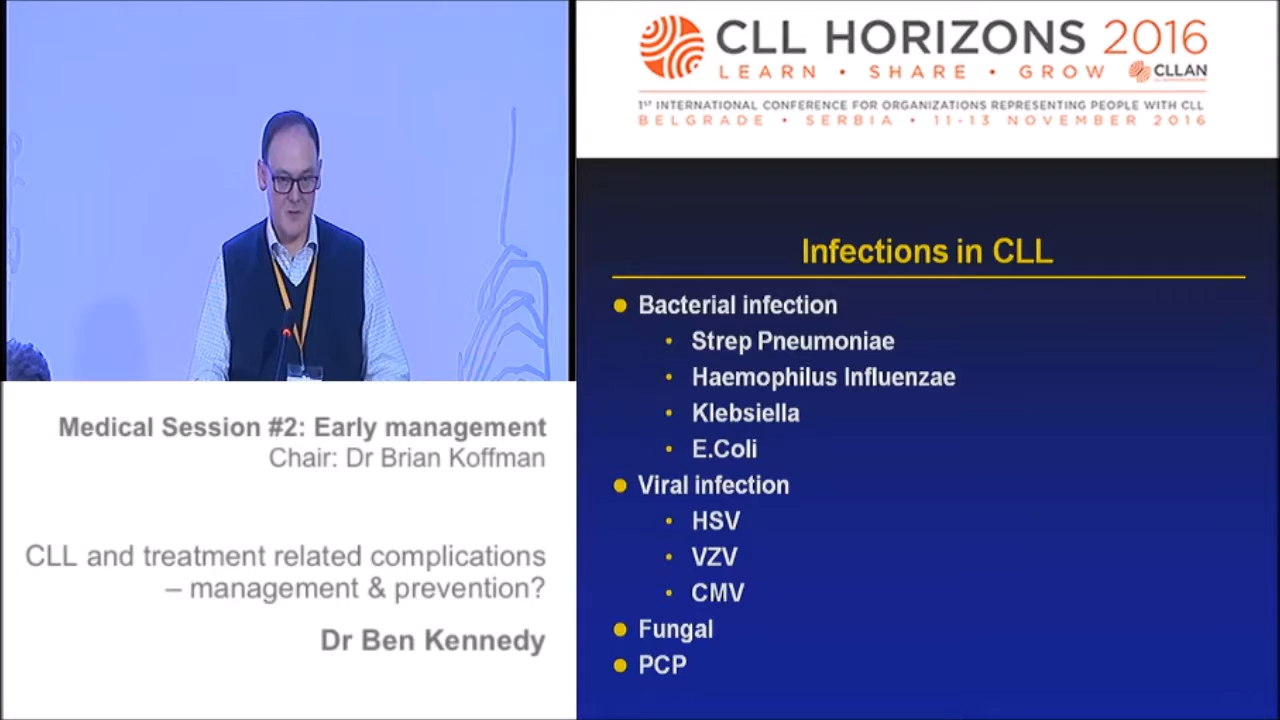 CLL HORIZONS 2016
LEARN • SHARE • GROW
CLLAN
1ST INTERNATIONAL CONFERENCE FOR ORGANIZATIONS REPRESENTING PEOPLE WITH CLL
BELGRADE • SERBIA • 11-13 NOVEMBER 2016
Medical Session #2: Early management
Chair: Dr Brian Koffman
CLL and treatment related complications
– management & prevention?
Dr Ben Kennedy
Infections in CLL
● Bacterial infection
• Strep Pneumoniae
• Haemophilus Influenzae
• Klebsiella
• E.Coli
● Viral infection
• HSV
• VZV
• CMV
● Fungal
● PCP